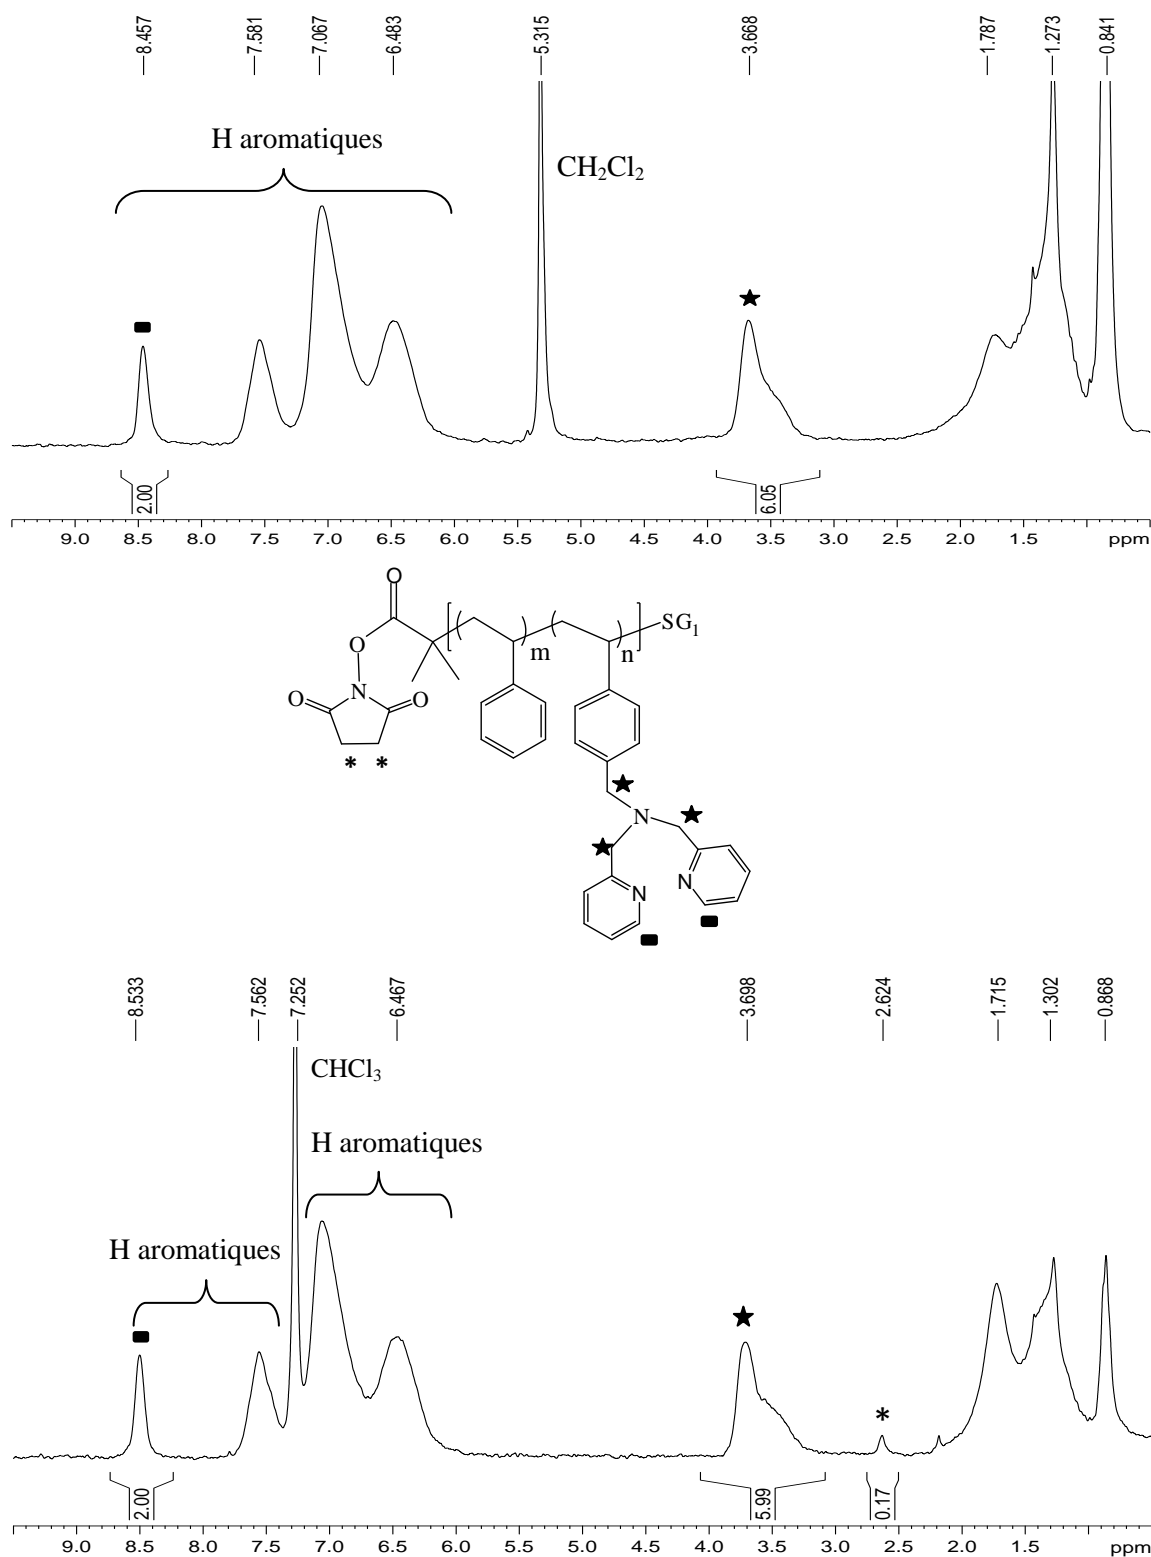 8.457 7.581 7.067 6.483 5.315 3.668 1.787 1.273 0.841
H aromatiques
CH₂Cl₂
2.00 6.05
9.0 8.5 8.0 7.5 7.0 6.5 6.0 5.5 5.0 4.5 4.0 3.5 3.0 2.5 2.0 1.5 ppm
O
O SG₁
m n
N
O O
* *
N
N
N
8.533 7.562 7.252 6.467 3.698 2.624 1.715 1.302 0.868
CHCl₃
H aromatiques
H aromatiques
*
2.00 5.99 0.17
9.0 8.5 8.0 7.5 7.0 6.5 6.0 5.5 5.0 4.5 4.0 3.5 3.0 2.5 2.0 1.5 ppm